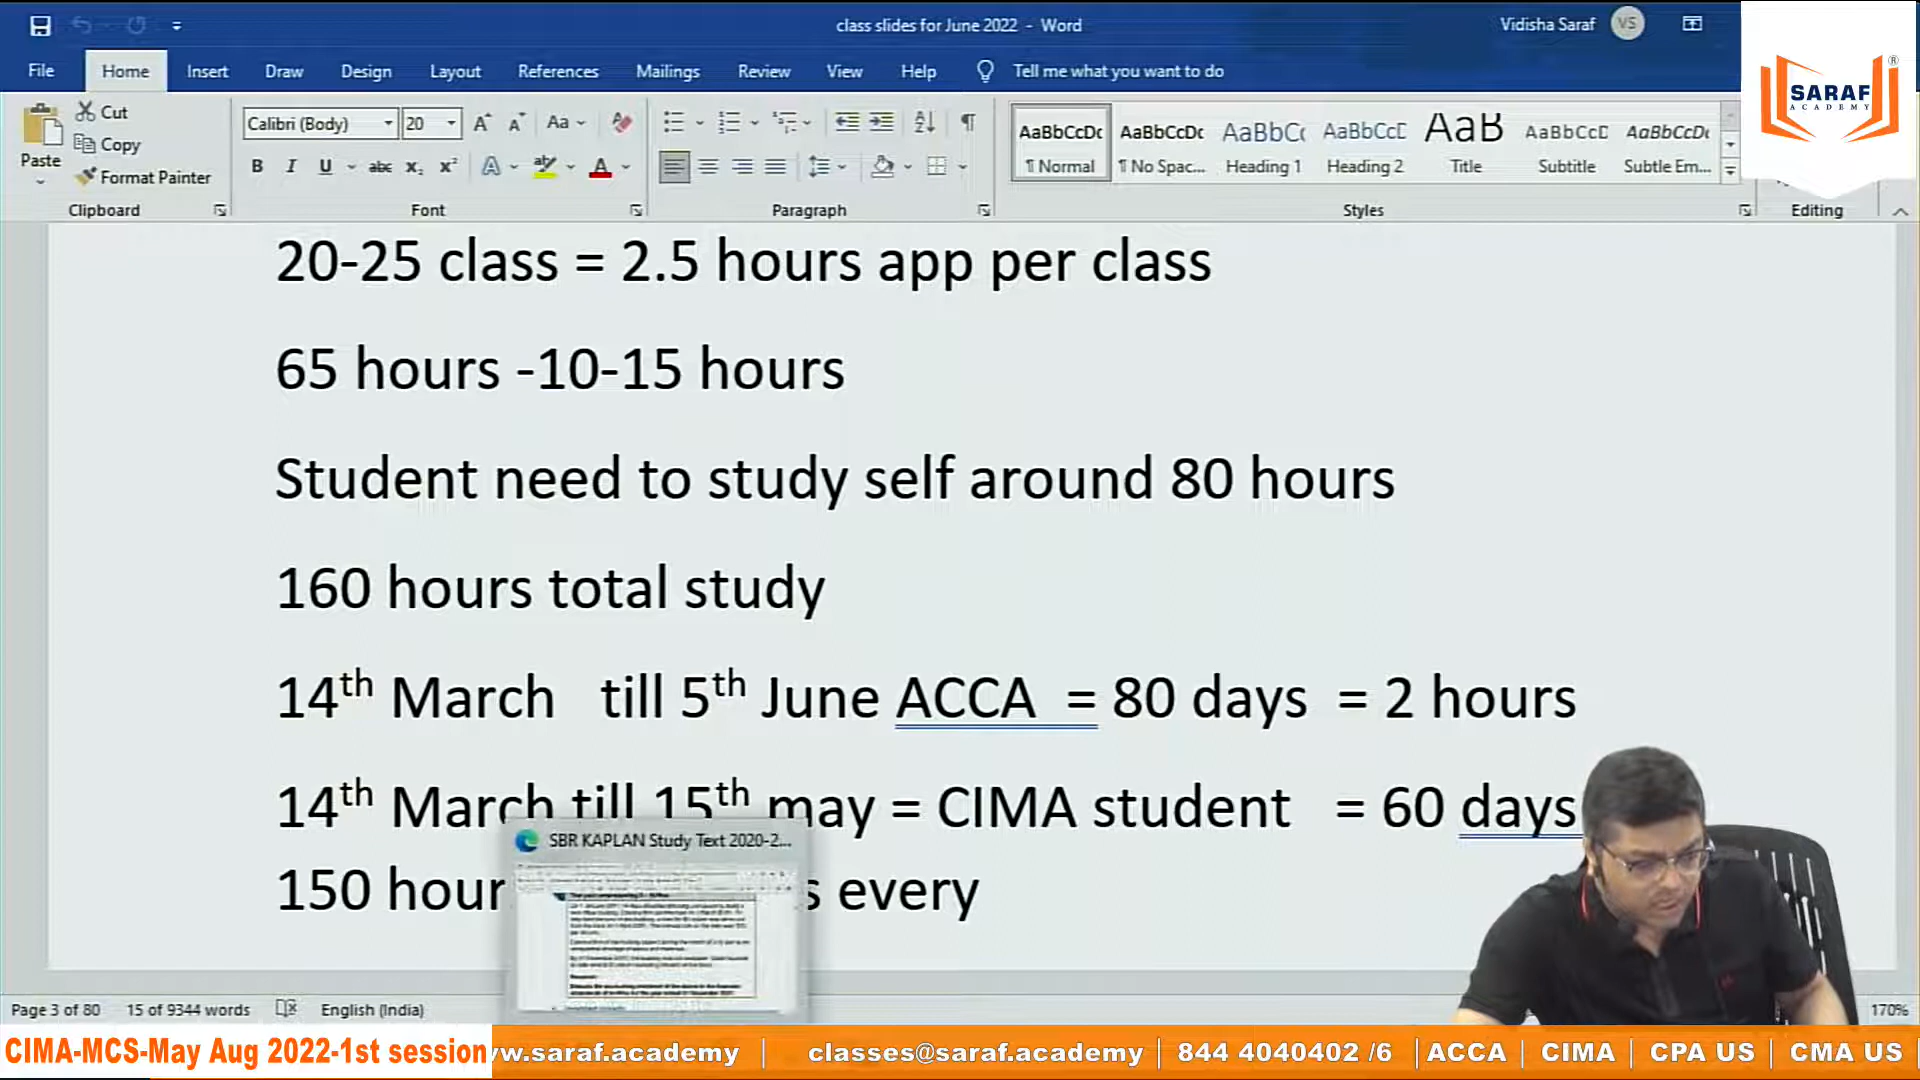 class slides for June 2022 - Word
Vidisha Saraf VS
File Home Insert Draw Design Layout References Mailings Review View Help Tell me what you want to do
SARAF
ACADEMY
®
Paste
Cut
Copy
Format Painter
Clipboard
Calibri (Body) 20
Font
Paragraph
AaBbCcDc AaBbCcDc AaBbCc AaBbCcD AaB AaBbCcD AaBbCcDc
¶ Normal ¶ No Spac... Heading 1 Heading 2 Title Subtitle Subtle Em...
Styles
Editing
20-25 class = 2.5 hours app per class
65 hours -10-15 hours
Student need to study self around 80 hours
160 hours total study
14th March till 5th June ACCA = 80 days = 2 hours
14th March till 15th may = CIMA student = 60 days
150 hour s every
SBR KAPLAN Study Text 2020-2...
Page 3 of 80 15 of 9344 words English (India) 170%
CIMA-MCS-May Aug 2022-1st session
w.saraf.academy | classes@saraf.academy | 844 4040402 /6 | ACCA | CIMA | CPA US | CMA US